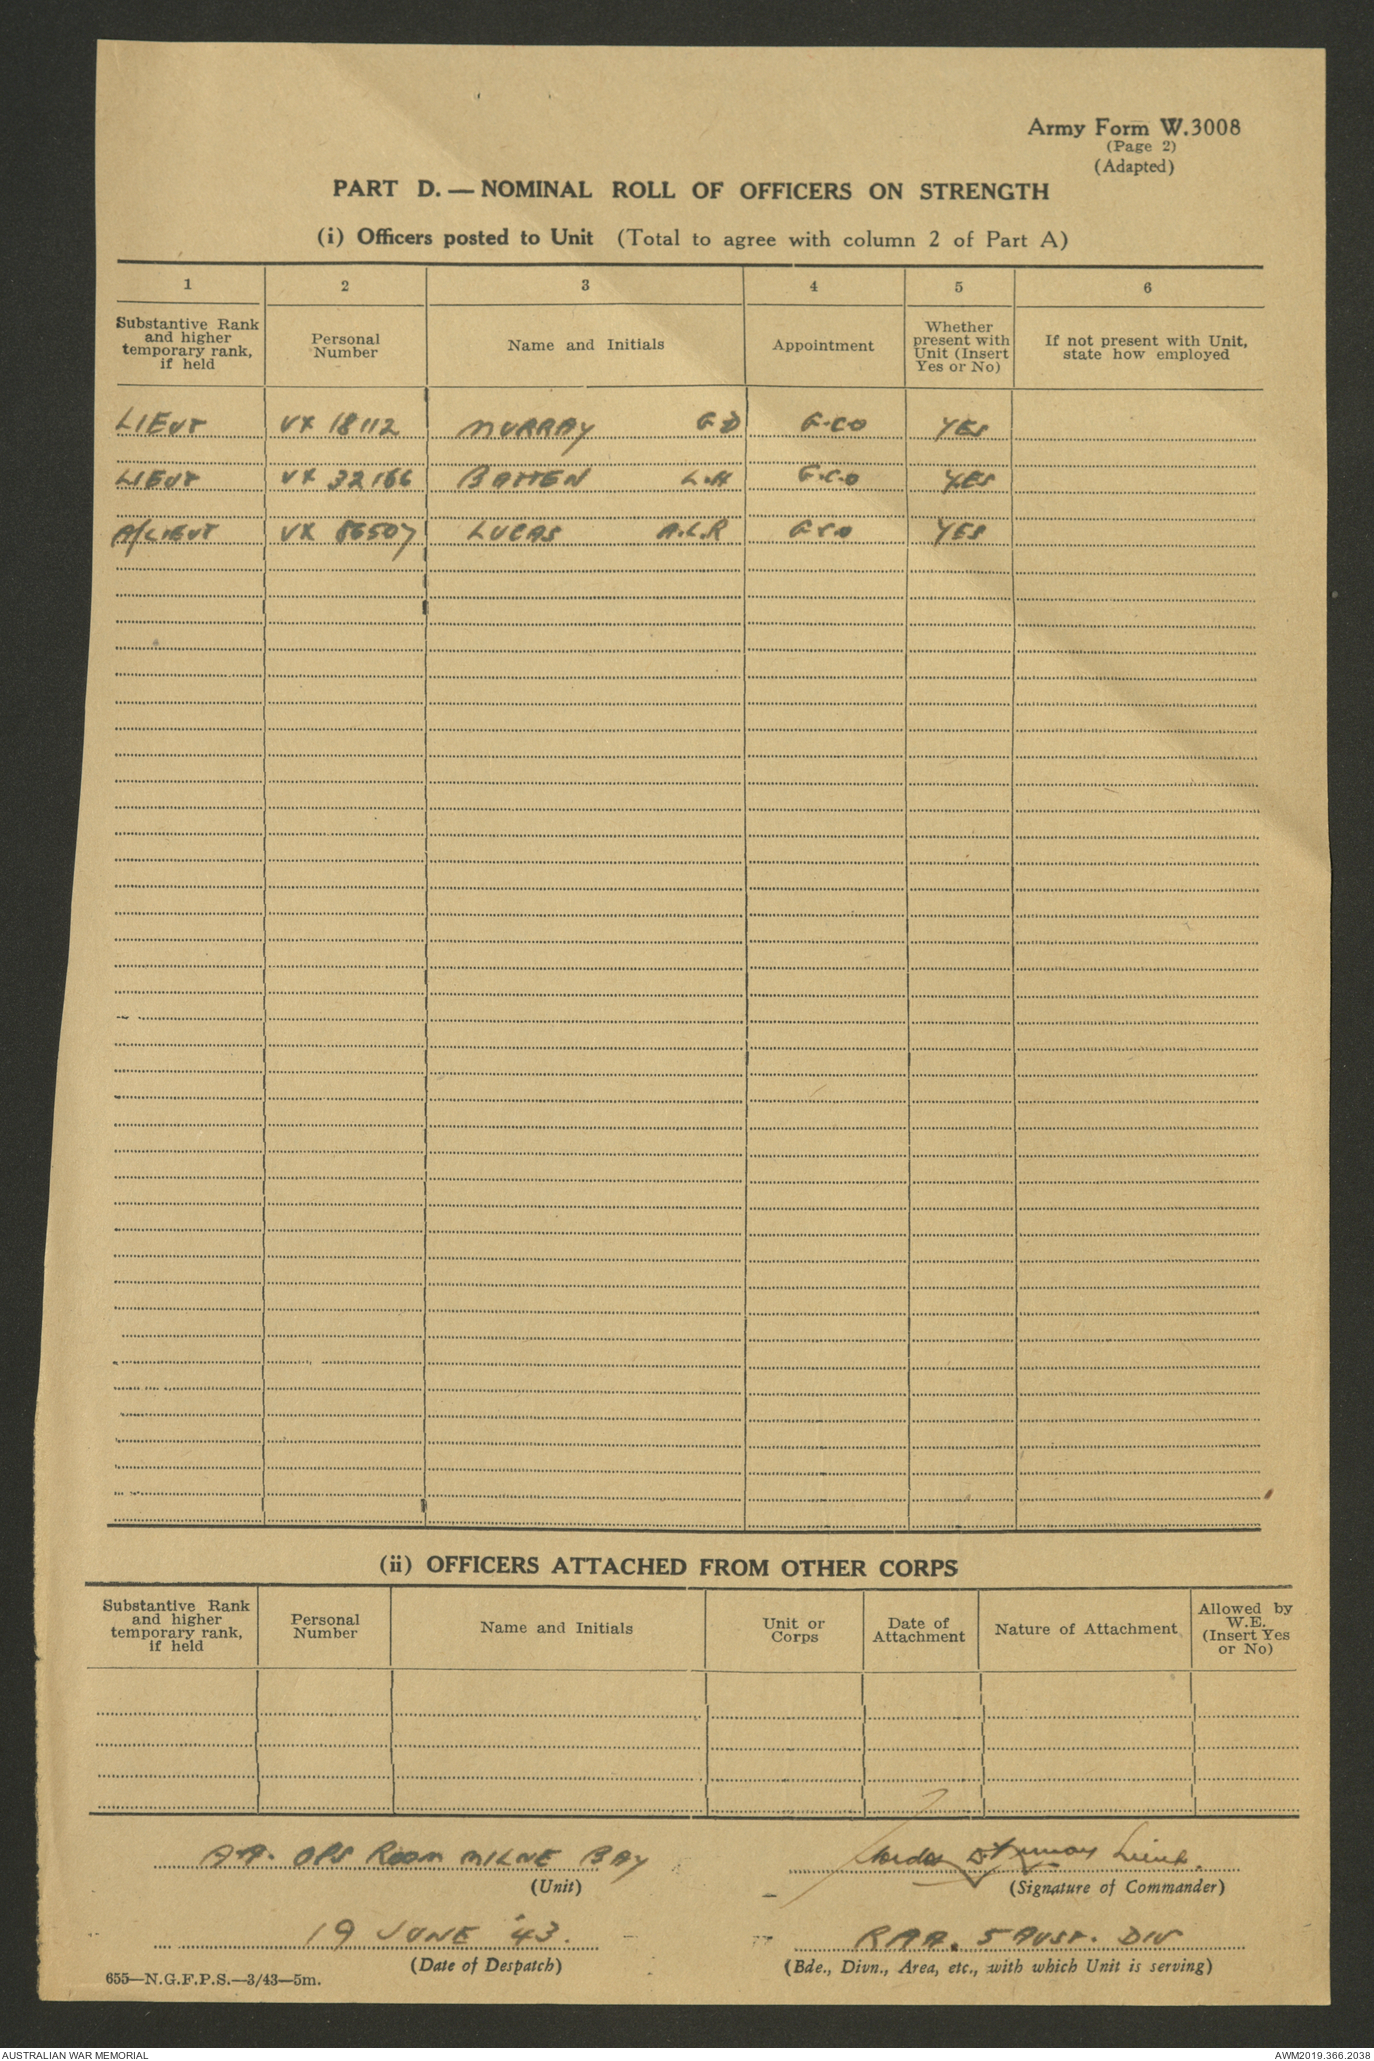 Army Form W.3008
(Page 2)
(Adapted)
PART D. — NOMINAL ROLL OF OFFICERS ON STRENGTH
(i) Officers posted to Unit (Total to agree with column 2 of Part A)
1 2 3 4 5 6
Substantive Rank and higher temporary rank, if held
Personal Number
Name and Initials
Appointment
Whether present with Unit (Insert Yes or No)
If not present with Unit, state how employed
LIEUT VX 18112 MURRAY G D G.C.O YES
LIEUT VX 32166 BATTEN L.H G.C.O YES
A/LIEUT VX 86507 LUCAS A.L.R G C O YES
(ii) OFFICERS ATTACHED FROM OTHER CORPS
Substantive Rank and higher temporary rank, if held
Personal Number
Name and Initials
Unit or Corps
Date of Attachment
Nature of Attachment
Allowed by W.E. (Insert Yes or No)
A.A. OPS ROOM MILNE BAY
(Unit)
Lieut.
(Signature of Commander)
19 JUNE '43.
(Date of Despatch)
RAA. 5 AUST. DIV
(Bde., Divn., Area, etc., with which Unit is serving)
655—N.G.F.P.S.—3/43—5m.
AUSTRALIAN WAR MEMORIAL
AWM2019.366.2038